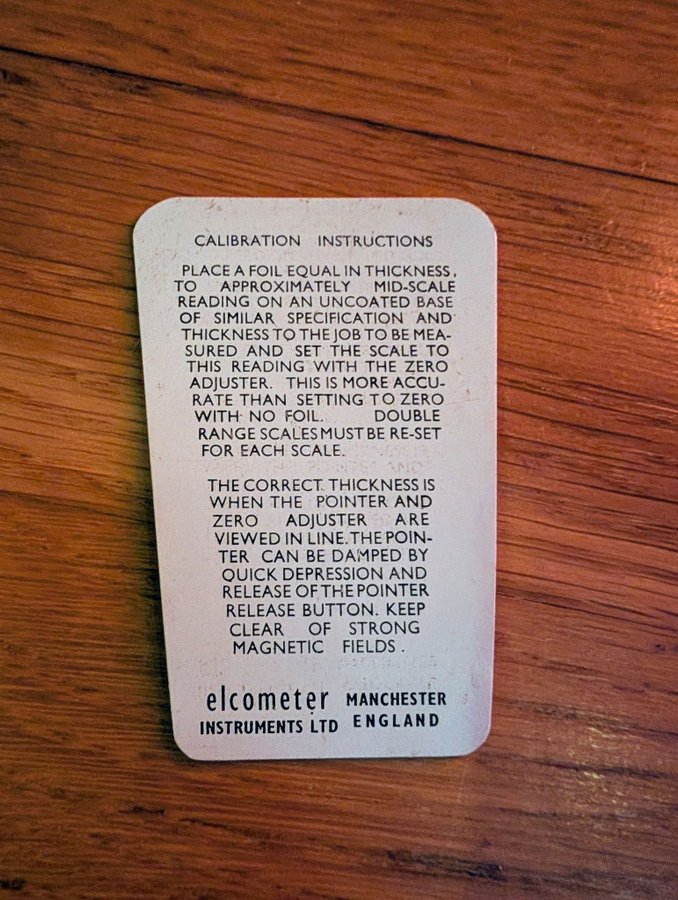 CALIBRATION INSTRUCTIONS
PLACE A FOIL EQUAL IN THICKNESS,
TO APPROXIMATELY MID-SCALE
READING ON AN UNCOATED BASE
OF SIMILAR SPECIFICATION AND
THICKNESS TO THE JOB TO BE MEA-
SURED AND SET THE SCALE TO
THIS READING WITH THE ZERO
ADJUSTER. THIS IS MORE ACCU-
RATE THAN SETTING TO ZERO
WITH NO FOIL. DOUBLE
RANGE SCALES MUST BE RE-SET
FOR EACH SCALE.
THE CORRECT THICKNESS IS
WHEN THE POINTER AND
ZERO ADJUSTER ARE
VIEWED IN LINE. THE POIN-
TER CAN BE DAMPED BY
QUICK DEPRESSION AND
RELEASE OF THE POINTER
RELEASE BUTTON. KEEP
CLEAR OF STRONG
MAGNETIC FIELDS.
elcometer MANCHESTER
INSTRUMENTS LTD ENGLAND